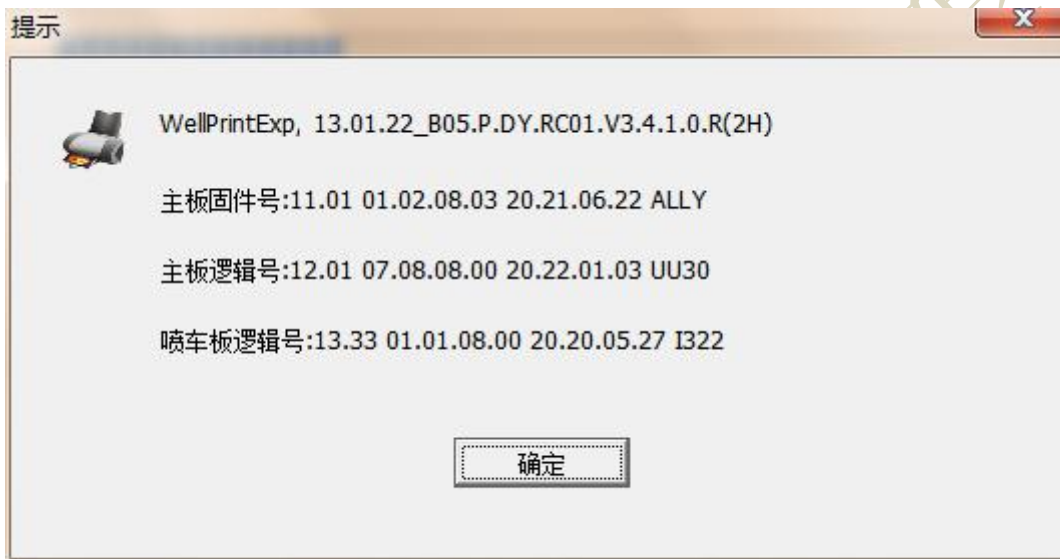 提示
WellPrintExp, 13.01.22_B05.P.DY.RC01.V3.4.1.0.R(2H)
主板固件号:11.01 01.02.08.03 20.21.06.22 ALLY
主板逻辑号:12.01 07.08.08.00 20.22.01.03 UU30
喷车板逻辑号:13.33 01.01.08.00 20.20.05.27 I322
确定